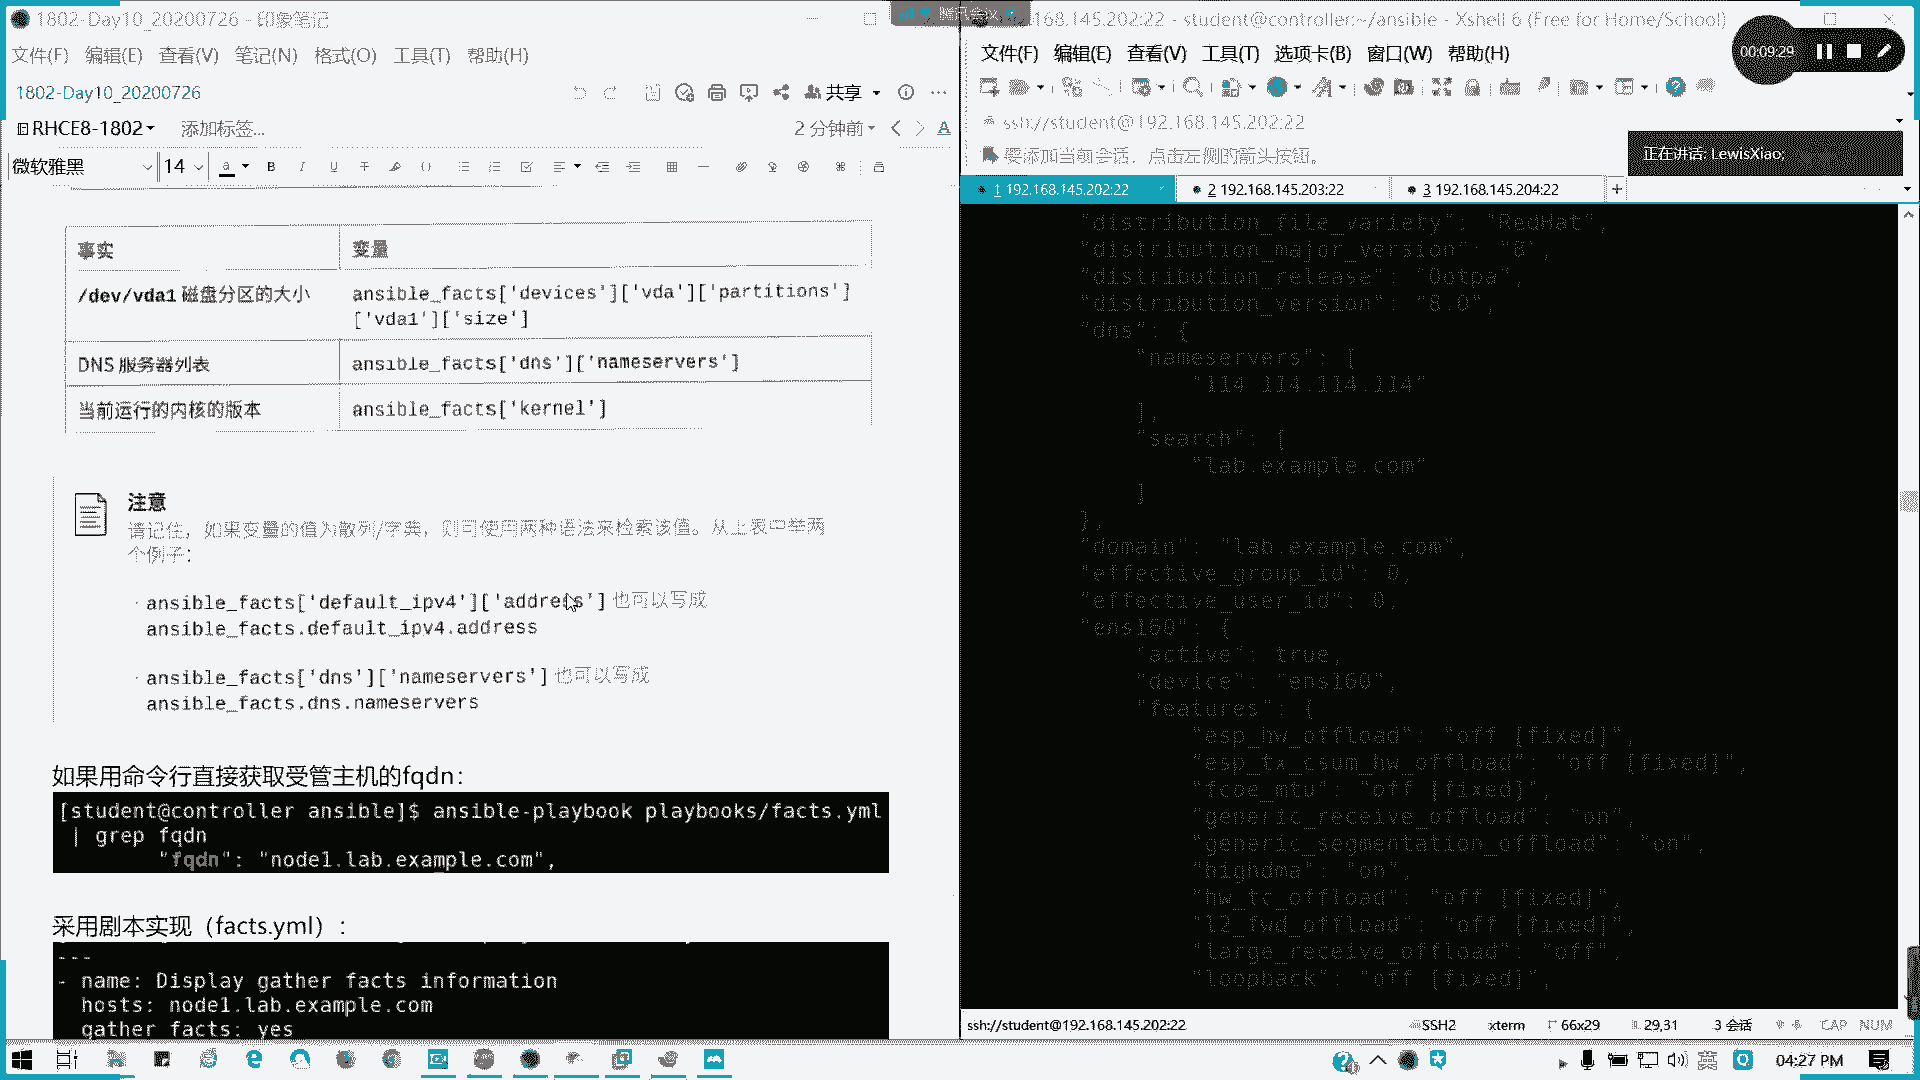 1802-Day10_20200726 - 印象笔记
文件(F) 编辑(E) 查看(V) 笔记(N) 格式(O) 工具(T) 帮助(H)
1802-Day10_20200726
共享
RHCE8-1802
添加标签...
2 分钟前
微软雅黑
14
事实 变量
/dev/vda1 磁盘分区的大小 ansible_facts['devices']['vda']['partitions']
['vda1']['size']
DNS 服务器列表 ansible_facts['dns']['nameservers']
当前运行的内核的版本 ansible_facts['kernel']
注意
请记住，如果变量的值为散列/字典，则可使用两种语法来检索该值。从上表中举两
个例子：
· ansible_facts['default_ipv4']['address'] 也可以写成
ansible_facts.default_ipv4.address
· ansible_facts['dns']['nameservers'] 也可以写成
ansible_facts.dns.nameservers
如果用命令行直接获取受管主机的fqdn：
[student@controller ansible]$ ansible-playbook playbooks/facts.yml
| grep fqdn
"fqdn": "node1.lab.example.com",
采用剧本实现（facts.yml）：
---
- name: Display gather facts information
hosts: node1.lab.example.com
gather facts: yes
腾讯会议
168.145.202:22 - student@controller:~/ansible - Xshell 6 (Free for Home/School)
文件(F) 编辑(E) 查看(V) 工具(T) 选项卡(B) 窗口(W) 帮助(H)
00:09:29
ssh://student@192.168.145.202:22
要添加当前会话，点击左侧的箭头按钮。
正在讲话: LewisXiao;
1 192.168.145.202:22
2 192.168.145.203:22
3 192.168.145.204:22
"distribution_file_variety": "RedHat",
"distribution_major_version": "8",
"distribution_release": "Ootpa",
"distribution_version": "8.0",
"dns": {
"nameservers": [
"114.114.114.114"
],
"search": [
"lab.example.com"
]
},
"domain": "lab.example.com",
"effective_group_id": 0,
"effective_user_id": 0,
"ens160": {
"active": true,
"device": "ens160",
"features": {
"esp_hw_offload": "off [fixed]",
"esp_tx_csum_hw_offload": "off [fixed]",
"fcoe_mtu": "off [fixed]",
"generic_receive_offload": "on",
"generic_segmentation_offload": "on",
"highdma": "on",
"hw_tc_offload": "off [fixed]",
"l2_fwd_offload": "off [fixed]",
"large_receive_offload": "off",
"loopback": "off [fixed]",
ssh://student@192.168.145.202:22
SSH2
xterm
66x29
29,31
3 会话
CAP NUM
英
04:27 PM